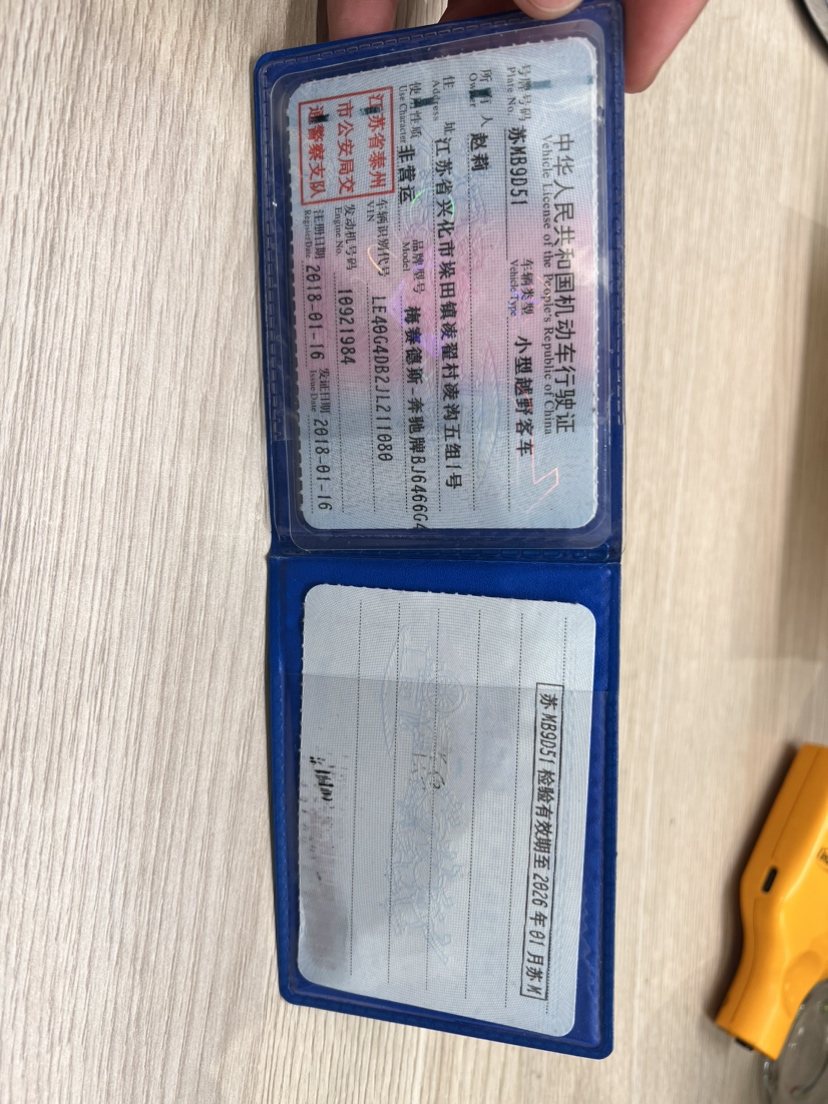 中华人民共和国机动车行驶证
Vehicle License of the People's Republic of China
号牌号码 苏MB9D51 车辆类型 小型越野客车
Plate No. Vehicle Type
所有人 赵莉
Owner
住址 江苏省兴化市垛田镇凌翟村凌沟五组1号
Address
使用性质 非营运 品牌型号 梅赛德斯-奔驰牌BJ6466G4
Use Character Model
江苏省泰州
市公安局交
通警察支队
车辆识别代号 LE40G4DB2JL211080
VIN
发动机号码 10921984
Engine No.
注册日期 2018-01-16 发证日期 2018-01-16
Register Date Issue Date
苏MB9D51 检验有效期至2026年01月苏M